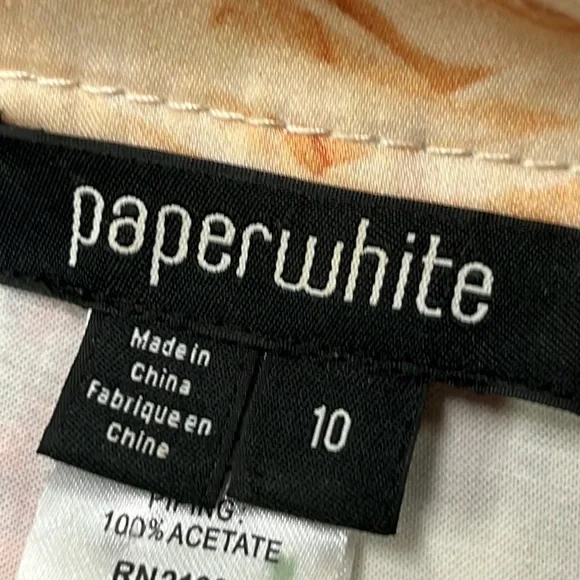 paperwhite
Made in
China
Fabrique en
Chine
10
PIPING:
100% ACETATE